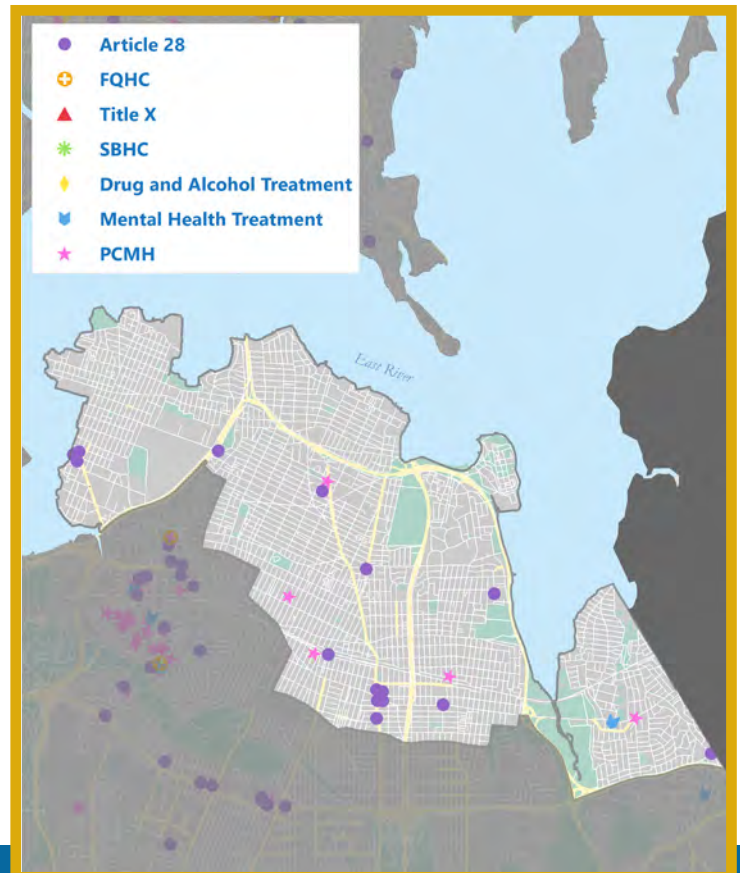 Article 28
FQHC
Title X
SBHC
Drug and Alcohol Treatment
Mental Health Treatment
PCMH
East River